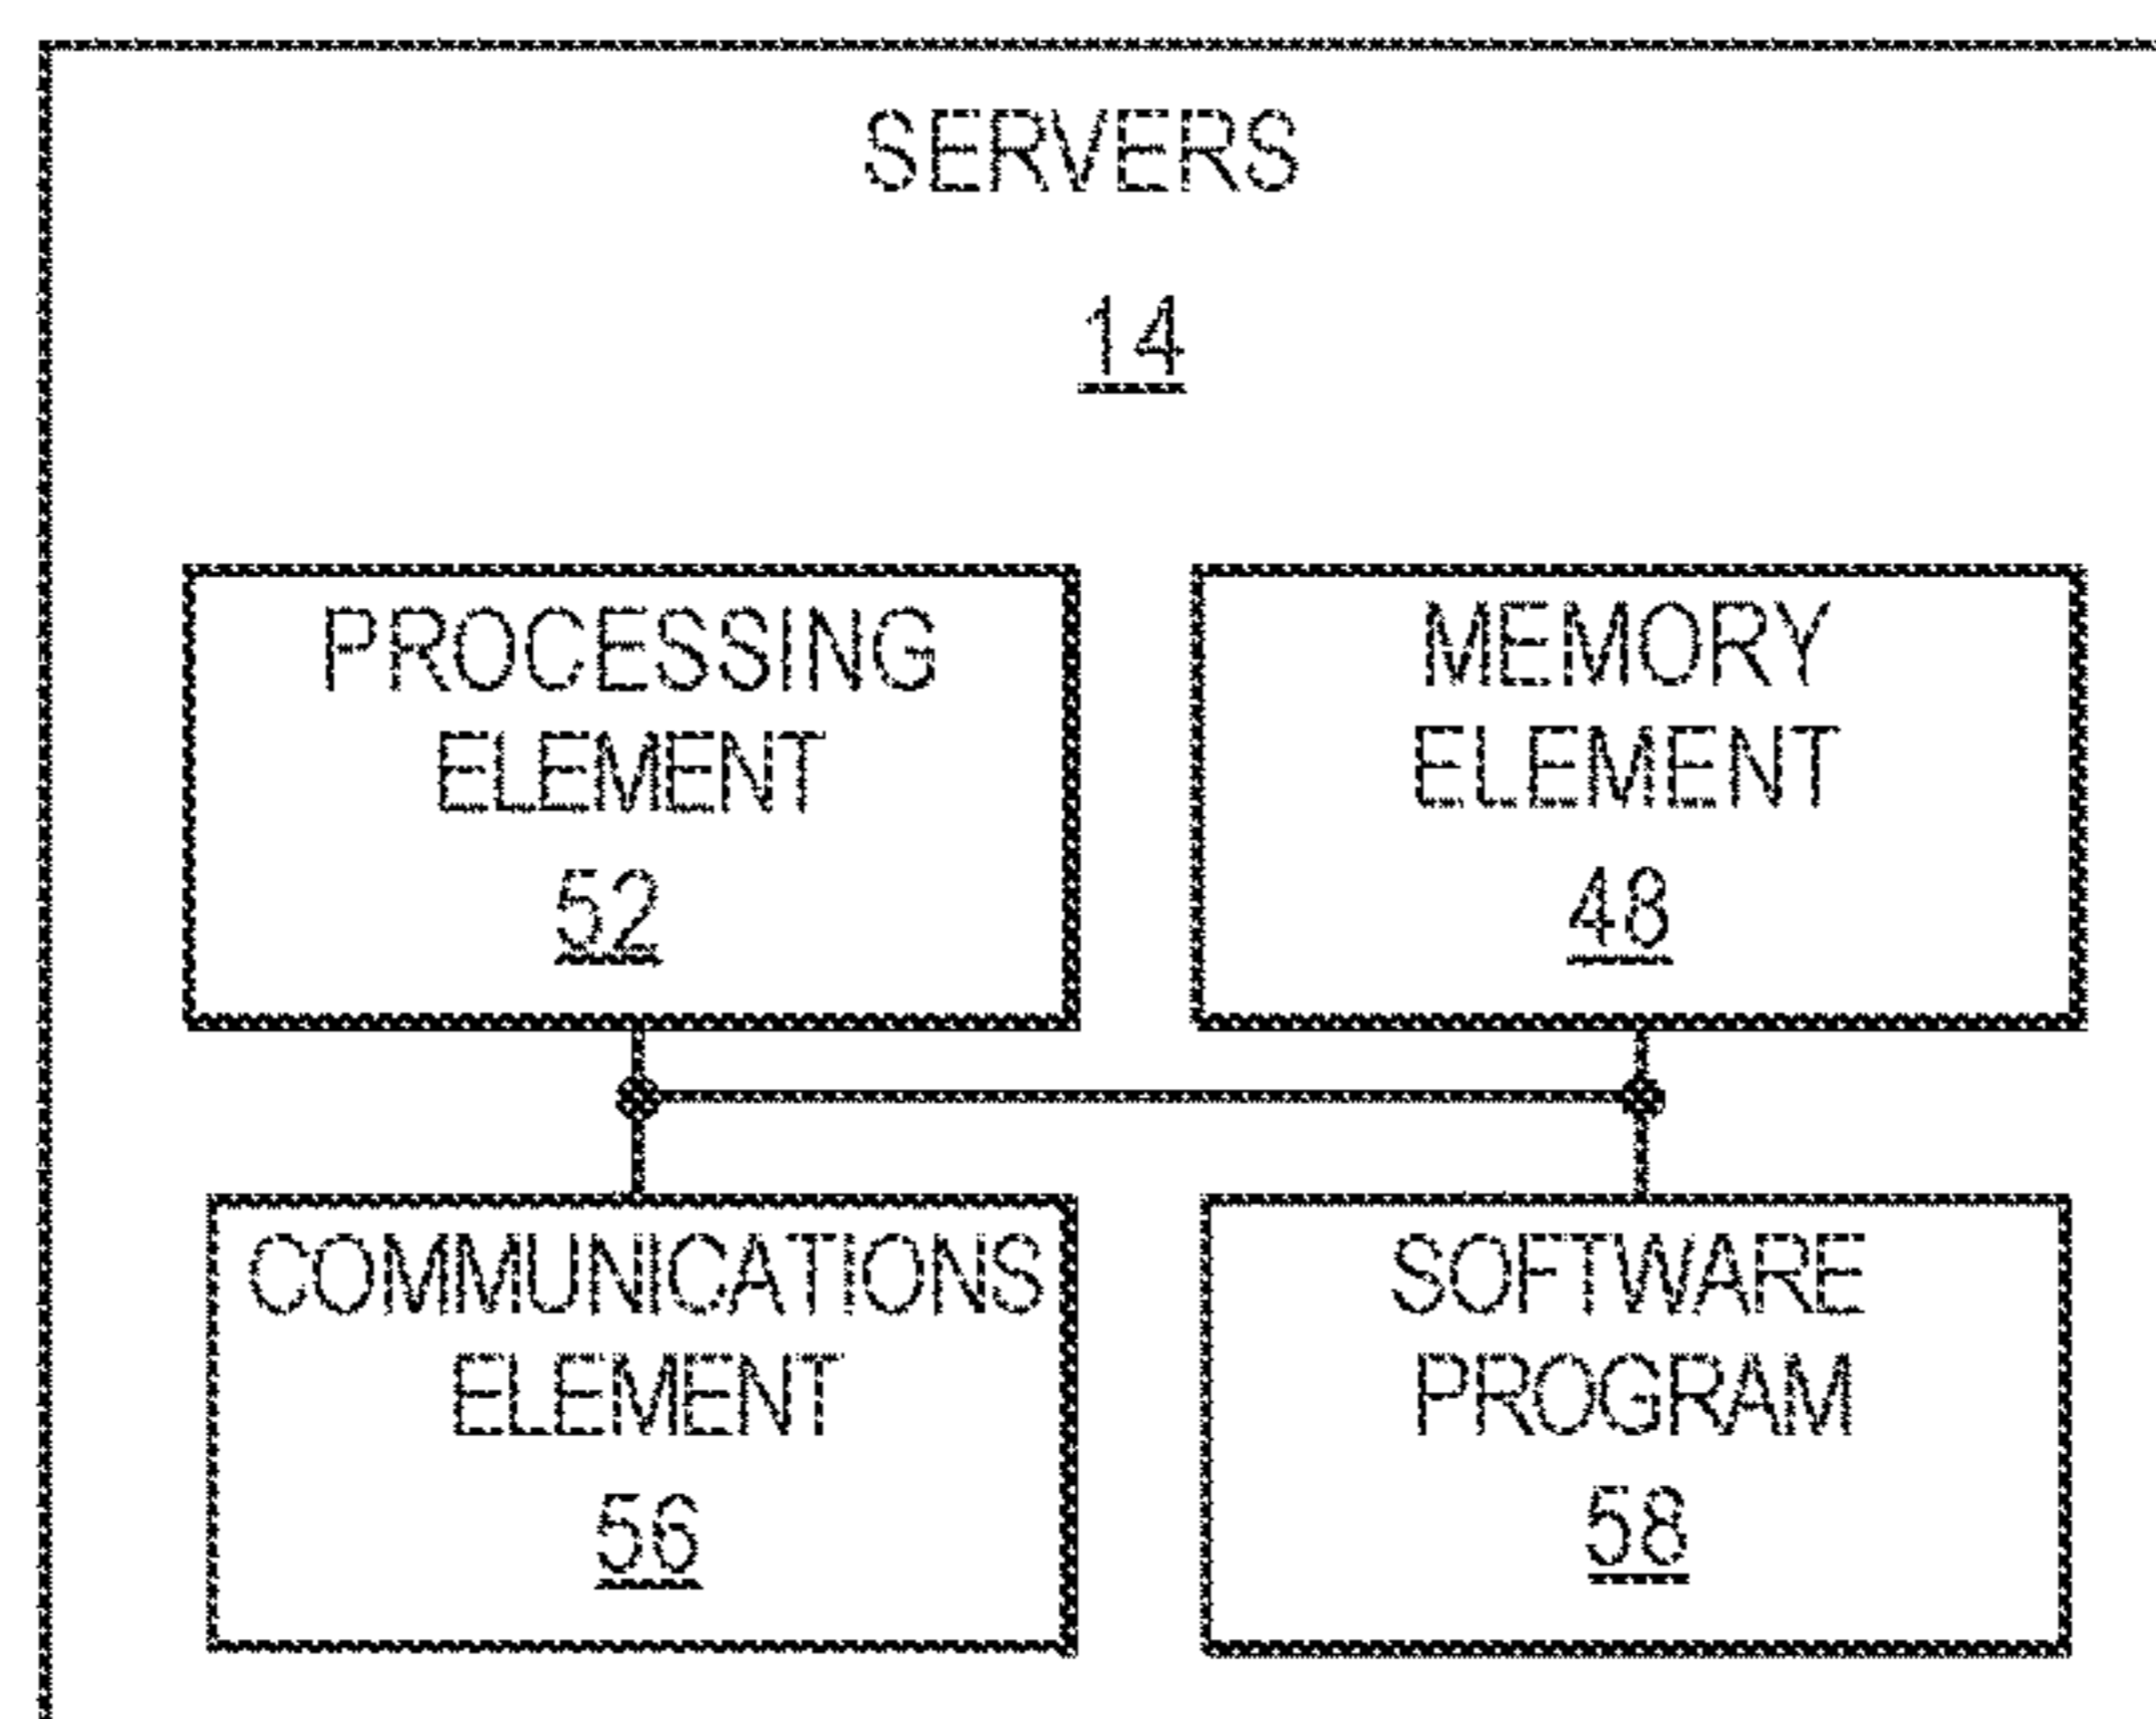 SERVERS
14
PROCESSING
ELEMENT
52
MEMORY
ELEMENT
48
COMMUNICATIONS
ELEMENT
56
SOFTWARE
PROGRAM
58